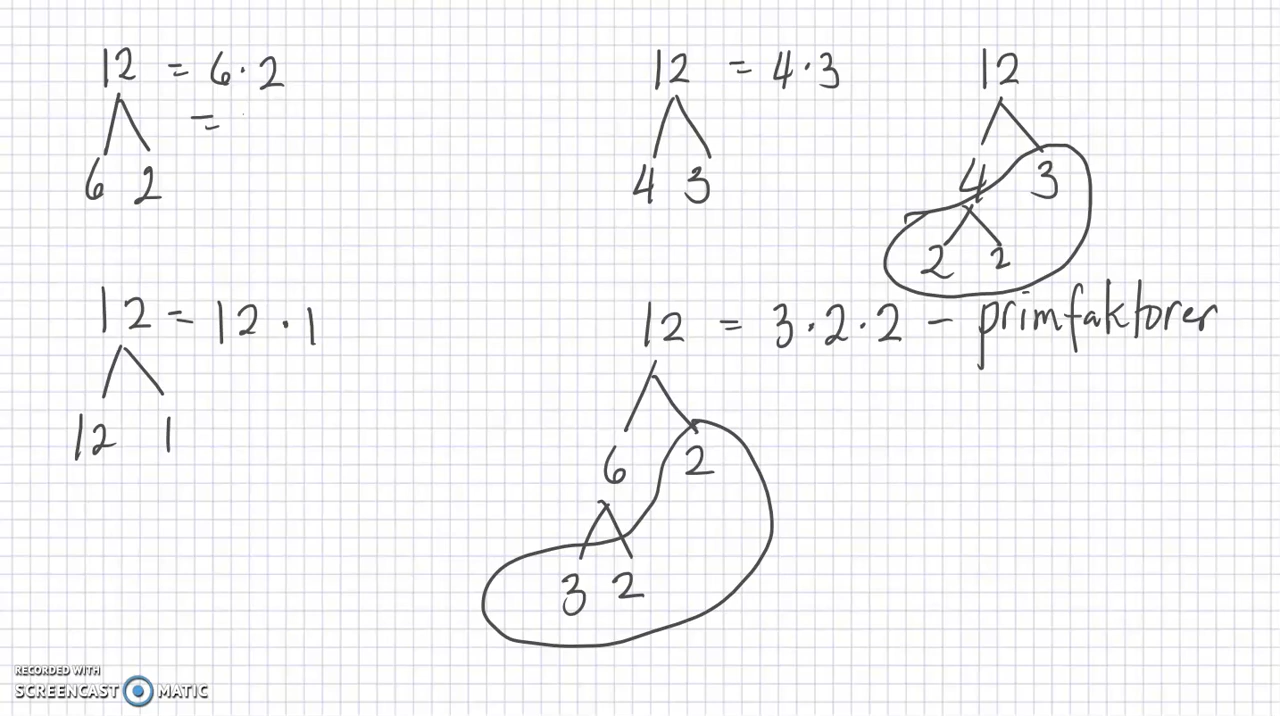 12 = 6·2
=
6 2
12 = 4·3
4 3
12
4 3
2 2
12 = 12·1
12 1
12 = 3·2·2 – primfaktorer
6 2
3 2
RECORDED WITH
SCREENCAST MATIC